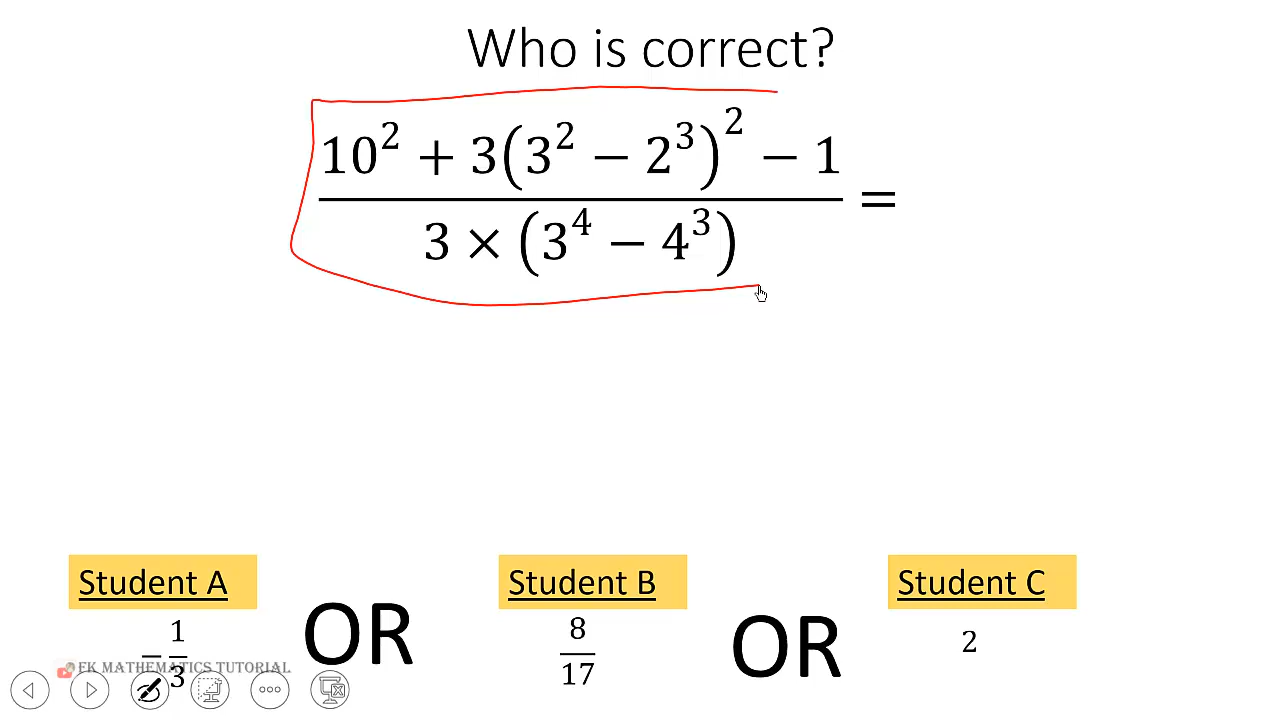 Who is correct?
10² + 3(3² − 2³)² − 1
3 × (3⁴ − 4³)
=
Student A
OR
Student B
OR
Student C
−1/3
8/17
2
EK MATHEMATICS TUTORIAL